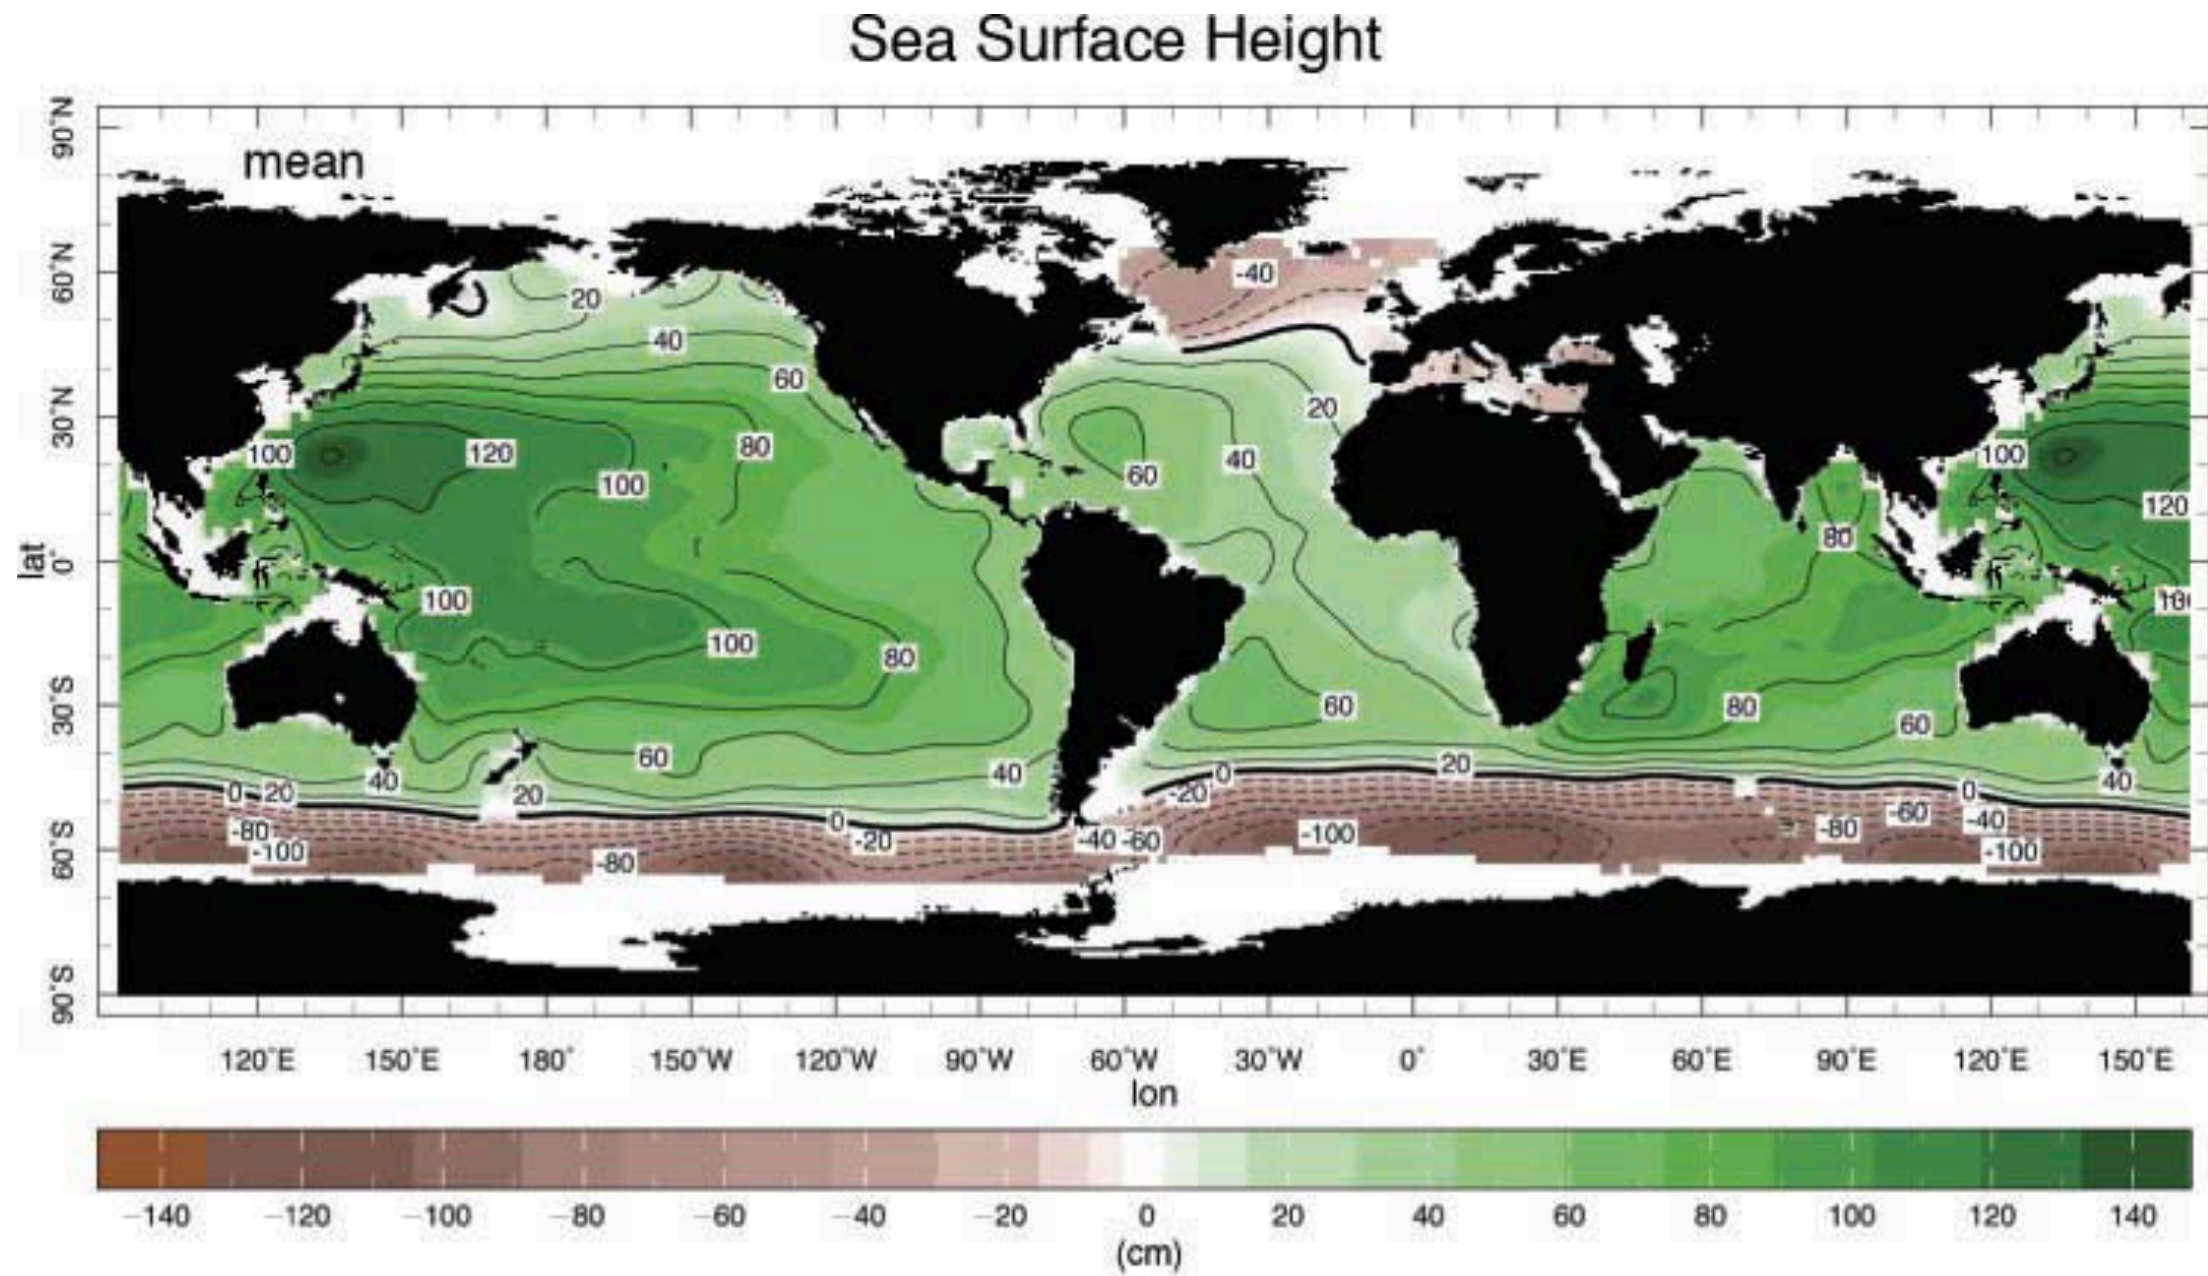 Sea Surface Height
mean
90°N
60°N
30°N
0°
30°S
60°S
90°S
lat
-40
20
40
60
20
100 120 80 40 100
100 60 120
80
100 100
80
60 80 60
60 40 20 40
0 20 40 20 -20 0 0
-80 -100 -80 0 -20 -40 -60 -100 -80 -60 -40 -100
120°E 150°E 180° 150°W 120°W 90°W 60°W 30°W 0° 30°E 60°E 90°E 120°E 150°E
lon
−140 −120 −100 −80 −60 −40 −20 0 20 40 60 80 100 120 140
(cm)